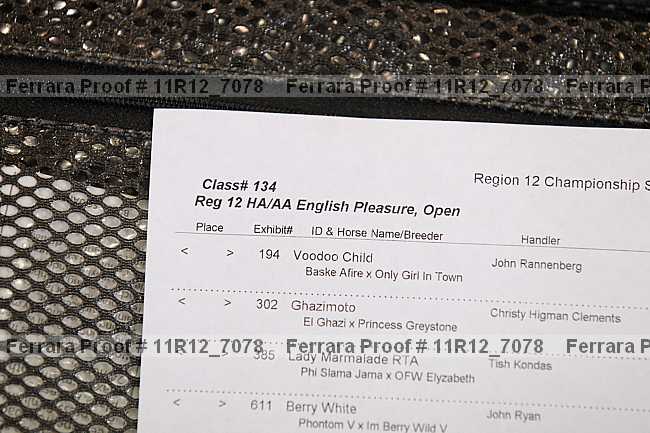 Ferrara Proof # 11R12_7078 Ferrara Proof # 11R12_7078 Ferrara
Region 12 Championship S
Class# 134
Reg 12 HA/AA English Pleasure, Open
Place Exhibit# ID & Horse Name/Breeder Handler
< > 194 Voodoo Child John Rannenberg
Baske Afire x Only Girl In Town
< > 302 Ghazimoto Christy Higman Clements
El Ghazi x Princess Greystone
Ferrara Proof # 11R12_7078 Ferrara Proof # 11R12_7078 Ferrara
385 Lady Marmalade RTA Tish Kondas
Phi Slama Jama x OFW Elyzabeth
< > 611 Berry White John Ryan
Phontom V x Im Berry Wild V